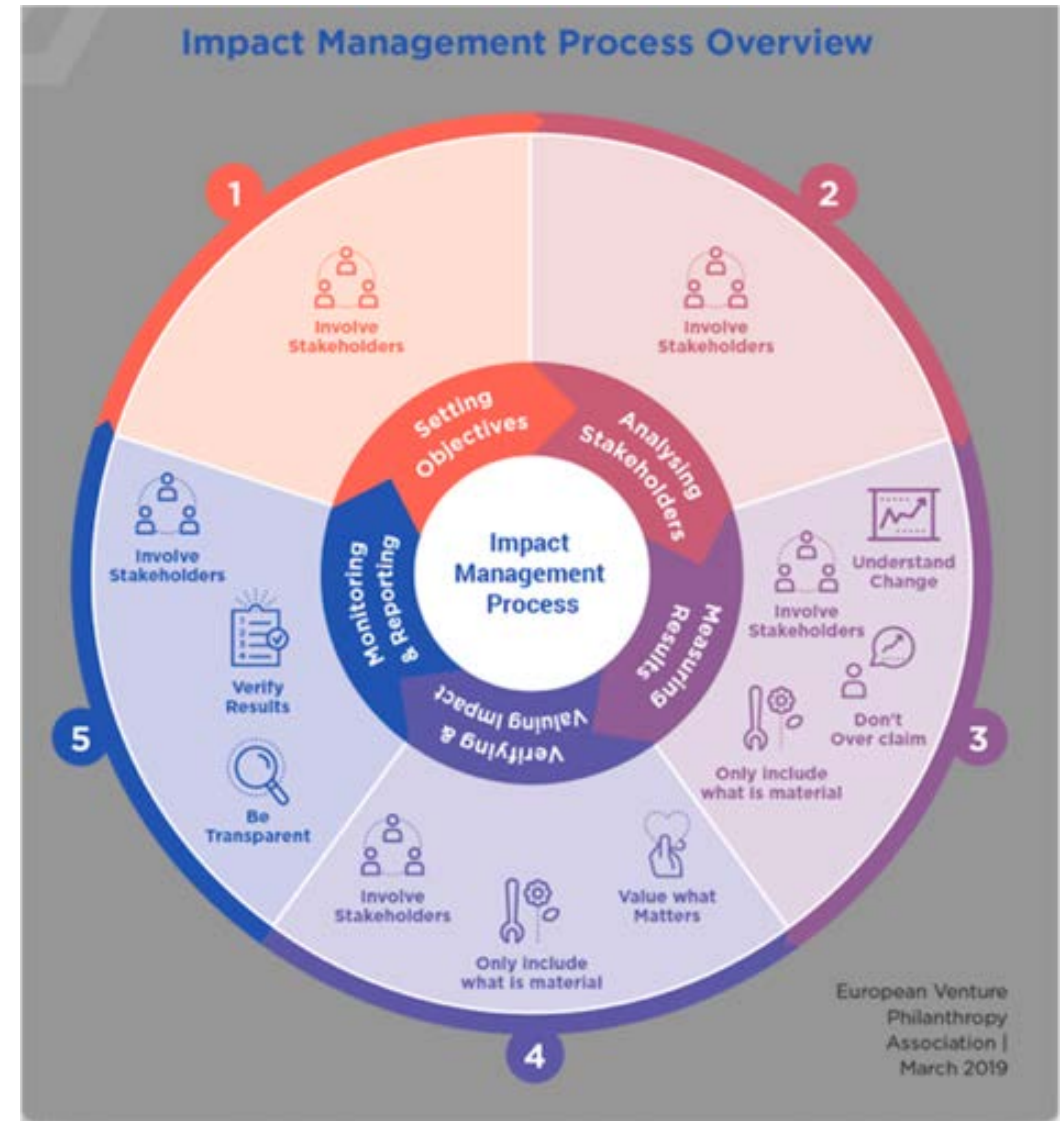 Impact Management Process Overview
1
Involve
Stakeholders
Setting
Objectives
2
Involve
Stakeholders
Analysing
Stakeholders
Impact
Management
Process
3
Understand
Change
Involve
Stakeholders
Don't
Over claim
Only include
what is material
Measuring
Results
4
Verifying &
Valuing Impact
Involve
Stakeholders
Only include
what is material
Value what
Matters
5
Monitoring
& Reporting
Involve
Stakeholders
Verify
Results
Be
Transparent
European Venture
Philanthropy
Association |
March 2019